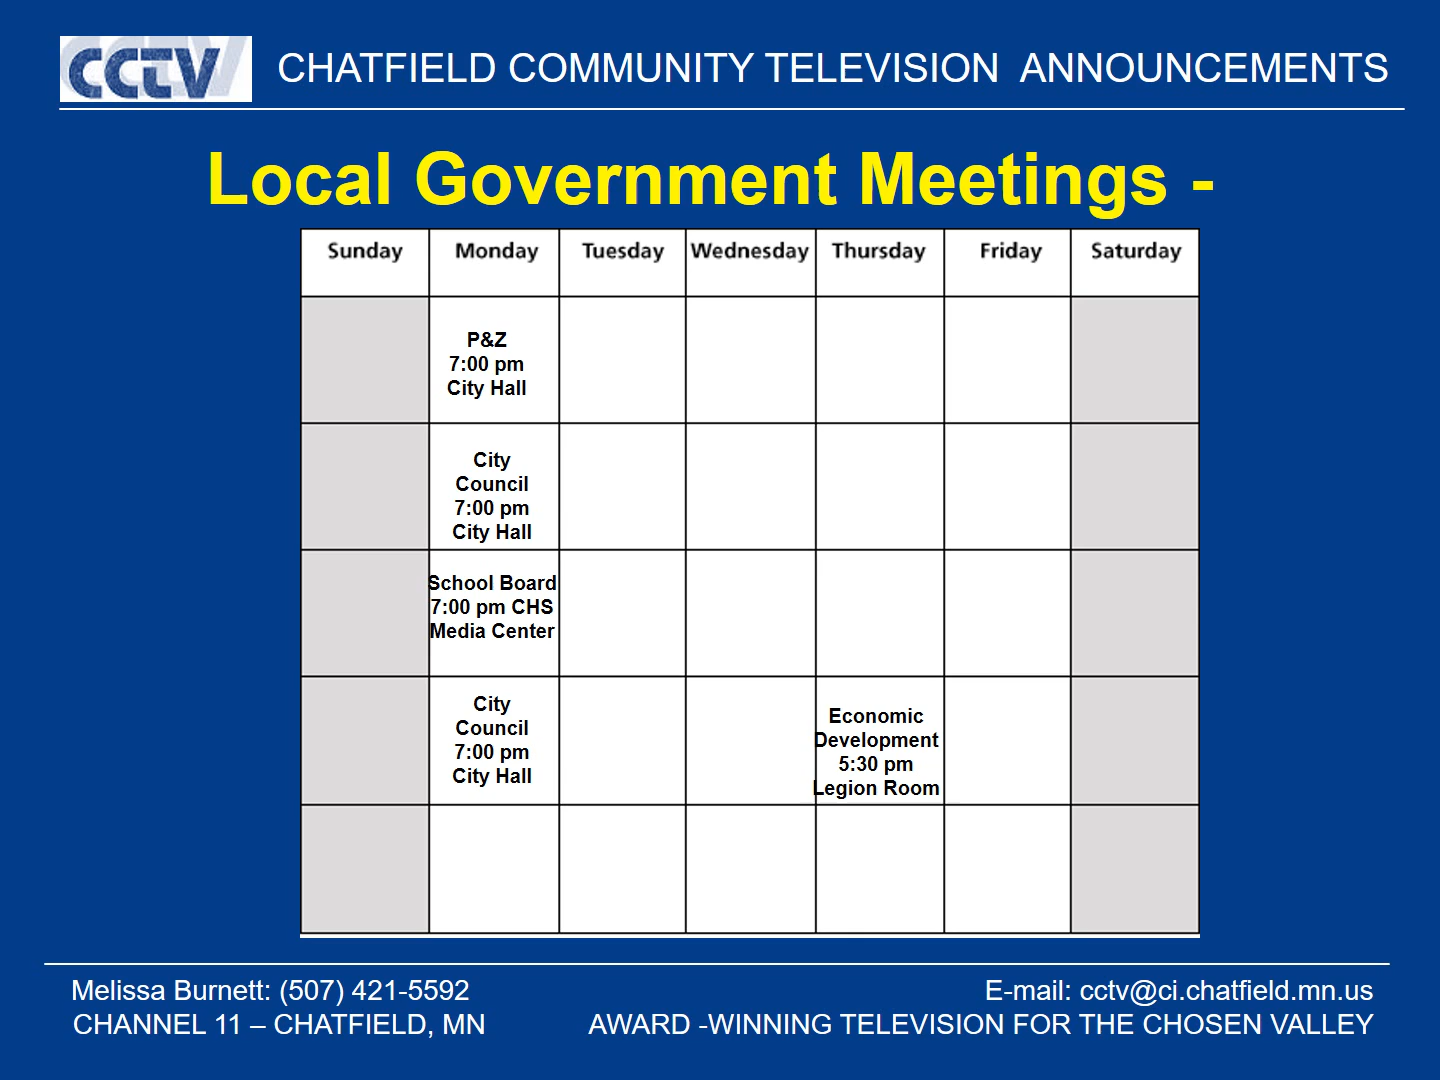 CCTV
CHATFIELD COMMUNITY TELEVISION ANNOUNCEMENTS
Local Government Meetings -
Sunday Monday Tuesday Wednesday Thursday Friday Saturday
P&Z
7:00 pm
City Hall
City
Council
7:00 pm
City Hall
School Board
7:00 pm CHS
Media Center
City
Council
7:00 pm
City Hall
Economic
Development
5:30 pm
Legion Room
Melissa Burnett: (507) 421-5592
E-mail: cctv@ci.chatfield.mn.us
CHANNEL 11 – CHATFIELD, MN
AWARD -WINNING TELEVISION FOR THE CHOSEN VALLEY